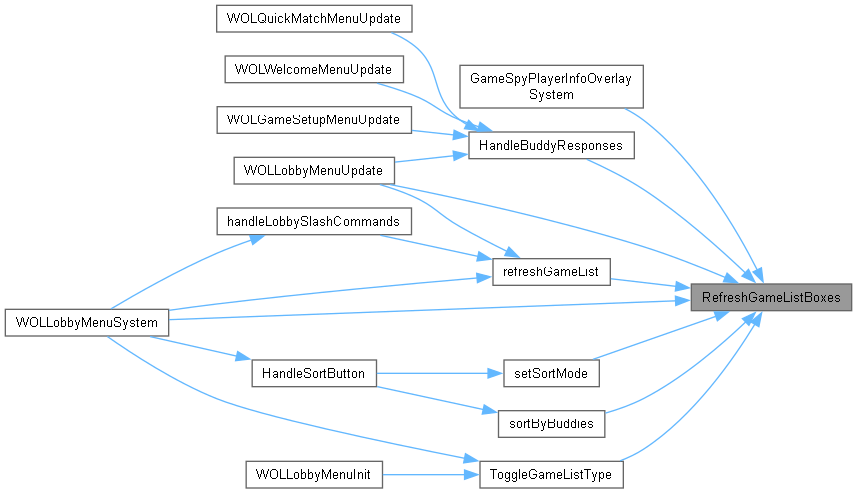 WOLQuickMatchMenuUpdate
WOLWelcomeMenuUpdate
GameSpyPlayerInfoOverlay
System
WOLGameSetupMenuUpdate
HandleBuddyResponses
WOLLobbyMenuUpdate
handleLobbySlashCommands
refreshGameList
RefreshGameListBoxes
WOLLobbyMenuSystem
HandleSortButton
setSortMode
sortByBuddies
WOLLobbyMenuInit
ToggleGameListType